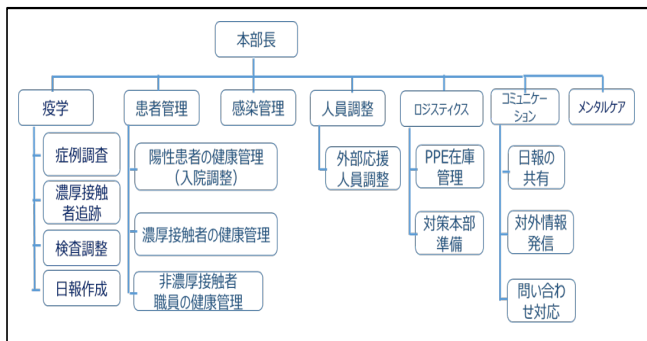 本部長
疫学
患者管理
感染管理
人員調整
ロジスティクス
コミュニケー
ション
メンタルケア
症例調査
濃厚接触
者追跡
検査調整
日報作成
陽性患者の健康管理
（入院調整）
濃厚接触者の健康管理
非濃厚接触者
職員の健康管理
外部応援
人員調整
PPE在庫
管理
対策本部
準備
日報の
共有
対外情報
発信
問い合わ
せ対応